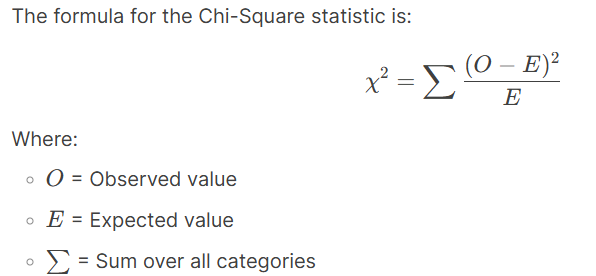 The formula for the Chi-Square statistic is:
χ² = ∑ (O − E)² / E
Where:
◦ O = Observed value
◦ E = Expected value
◦ ∑ = Sum over all categories